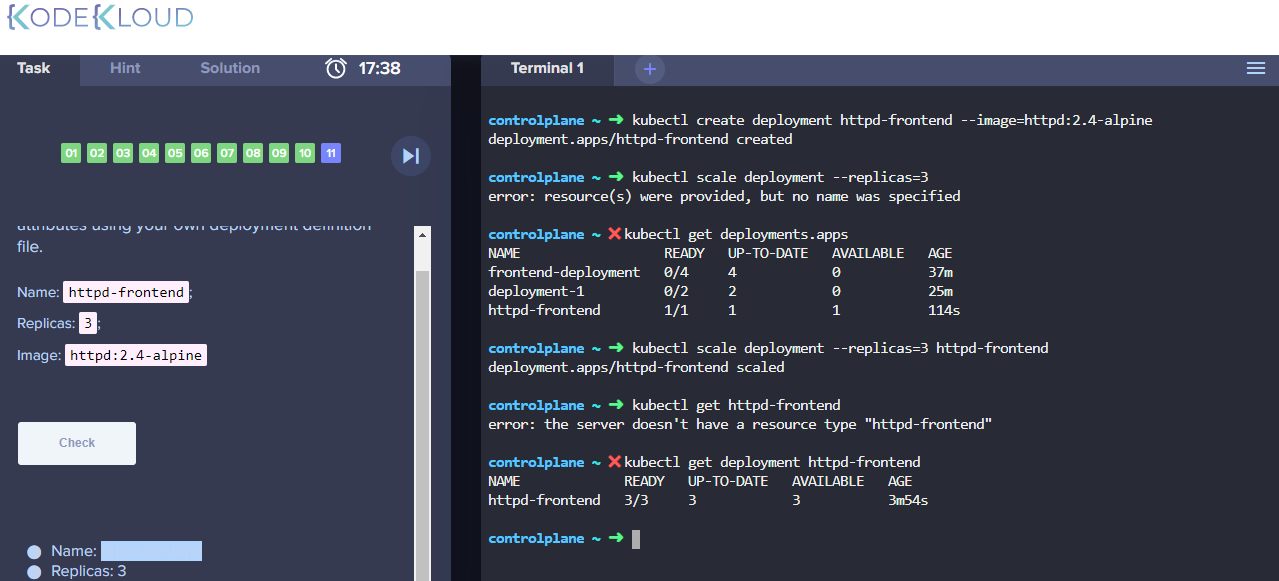 {KODE{KLOUD
Task Hint Solution 17:38
01 02 03 04 05 06 07 08 09 10 11
attributes using your own deployment definition
file.
Name: httpd-frontend;
Replicas: 3;
Image: httpd:2.4-alpine
Check
Name:
Replicas: 3
Terminal 1 +
controlplane ~ ➜ kubectl create deployment httpd-frontend --image=httpd:2.4-alpine
deployment.apps/httpd-frontend created
controlplane ~ ➜ kubectl scale deployment --replicas=3
error: resource(s) were provided, but no name was specified
controlplane ~ ✖ kubectl get deployments.apps
NAME READY UP-TO-DATE AVAILABLE AGE
frontend-deployment 0/4 4 0 37m
deployment-1 0/2 2 0 25m
httpd-frontend 1/1 1 1 114s
controlplane ~ ➜ kubectl scale deployment --replicas=3 httpd-frontend
deployment.apps/httpd-frontend scaled
controlplane ~ ➜ kubectl get httpd-frontend
error: the server doesn't have a resource type "httpd-frontend"
controlplane ~ ✖ kubectl get deployment httpd-frontend
NAME READY UP-TO-DATE AVAILABLE AGE
httpd-frontend 3/3 3 3 3m54s
controlplane ~ ➜